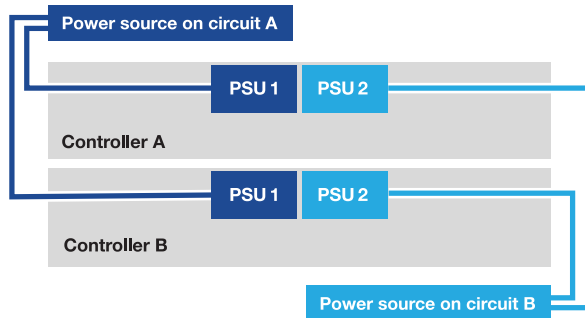 Power source on circuit A
PSU 1
PSU 2
Controller A
PSU 1
PSU 2
Controller B
Power source on circuit B